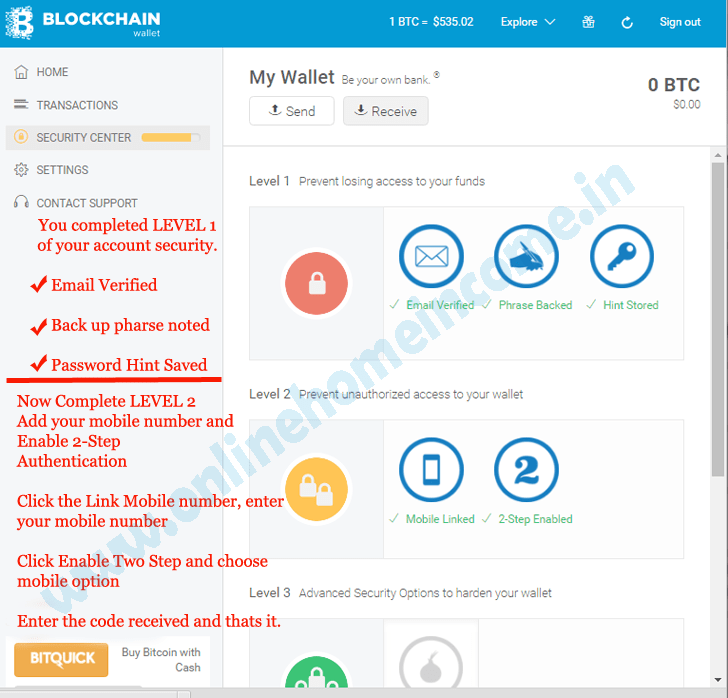 BLOCKCHAIN
wallet
1 BTC = $535.02
Explore
Sign out
HOME
TRANSACTIONS
SECURITY CENTER
SETTINGS
CONTACT SUPPORT
You completed LEVEL 1
of your account security.
Email Verified
Back up pharse noted
Password Hint Saved
Now Complete LEVEL 2
Add your mobile number and
Enable 2-Step
Authentication
Click the Link Mobile number, enter
your mobile number
Click Enable Two Step and choose
mobile option
Enter the code received and thats it.
BITQUICK
Buy Bitcoin with
Cash
My Wallet Be your own bank. ®
0 BTC
$0.00
Send
Receive
Level 1 Prevent losing access to your funds
Email Verified
Phrase Backed
Hint Stored
Level 2 Prevent unauthorized access to your wallet
2
Mobile Linked
2-Step Enabled
Level 3 Advanced Security Options to harden your wallet
www.onlinehomeincome.in